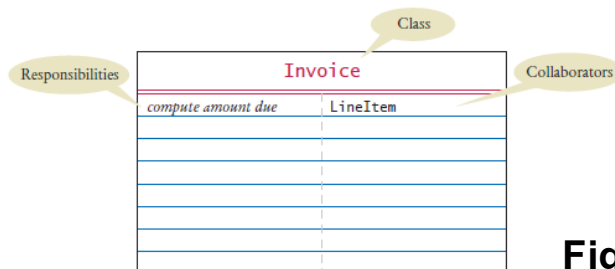 Class
Invoice
Responsibilities
Collaborators
compute amount due
LineItem